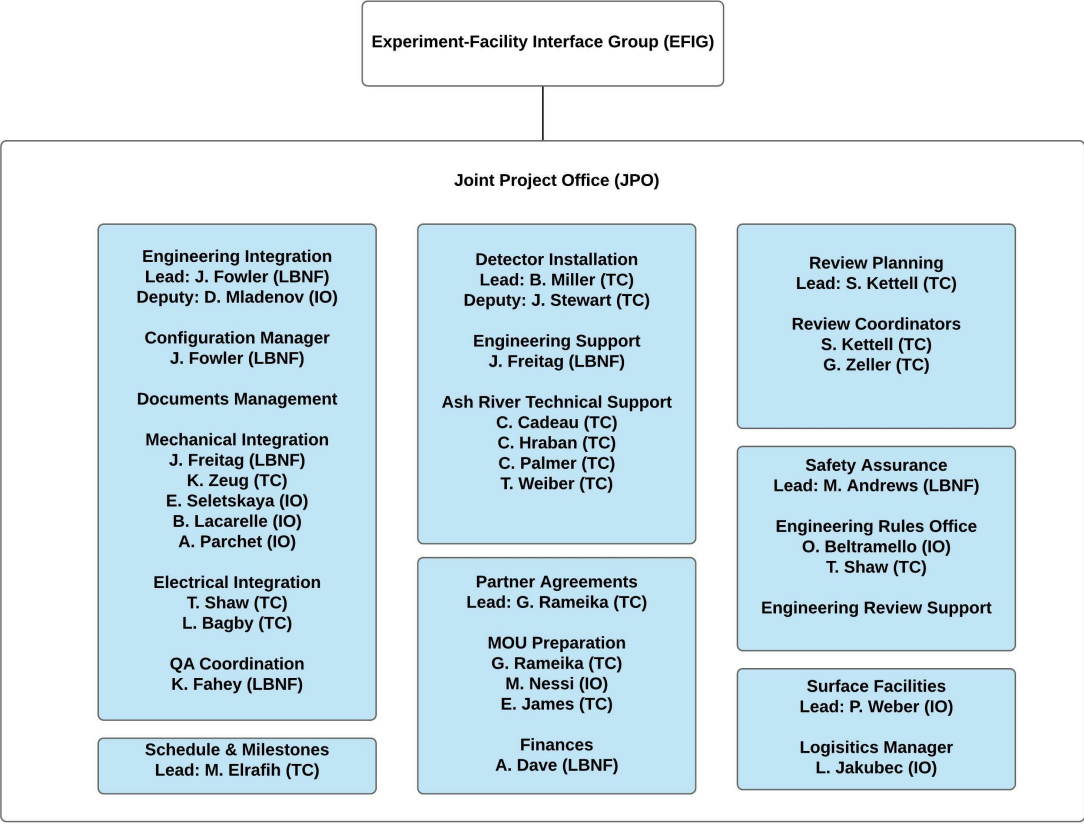 Experiment-Facility Interface Group (EFIG)
Joint Project Office (JPO)
Engineering Integration
Lead: J. Fowler (LBNF)
Deputy: D. Mladenov (IO)
Configuration Manager
J. Fowler (LBNF)
Documents Management
Mechanical Integration
J. Freitag (LBNF)
K. Zeug (TC)
E. Seletskaya (IO)
B. Lacarelle (IO)
A. Parchet (IO)
Electrical Integration
T. Shaw (TC)
L. Bagby (TC)
QA Coordination
K. Fahey (LBNF)
Schedule & Milestones
Lead: M. Elrafih (TC)
Detector Installation
Lead: B. Miller (TC)
Deputy: J. Stewart (TC)
Engineering Support
J. Freitag (LBNF)
Ash River Technical Support
C. Cadeau (TC)
C. Hraban (TC)
C. Palmer (TC)
T. Weiber (TC)
Partner Agreements
Lead: G. Rameika (TC)
MOU Preparation
G. Rameika (TC)
M. Nessi (IO)
E. James (TC)
Finances
A. Dave (LBNF)
Review Planning
Lead: S. Kettell (TC)
Review Coordinators
S. Kettell (TC)
G. Zeller (TC)
Safety Assurance
Lead: M. Andrews (LBNF)
Engineering Rules Office
O. Beltramello (IO)
T. Shaw (TC)
Engineering Review Support
Surface Facilities
Lead: P. Weber (IO)
Logisitics Manager
L. Jakubec (IO)